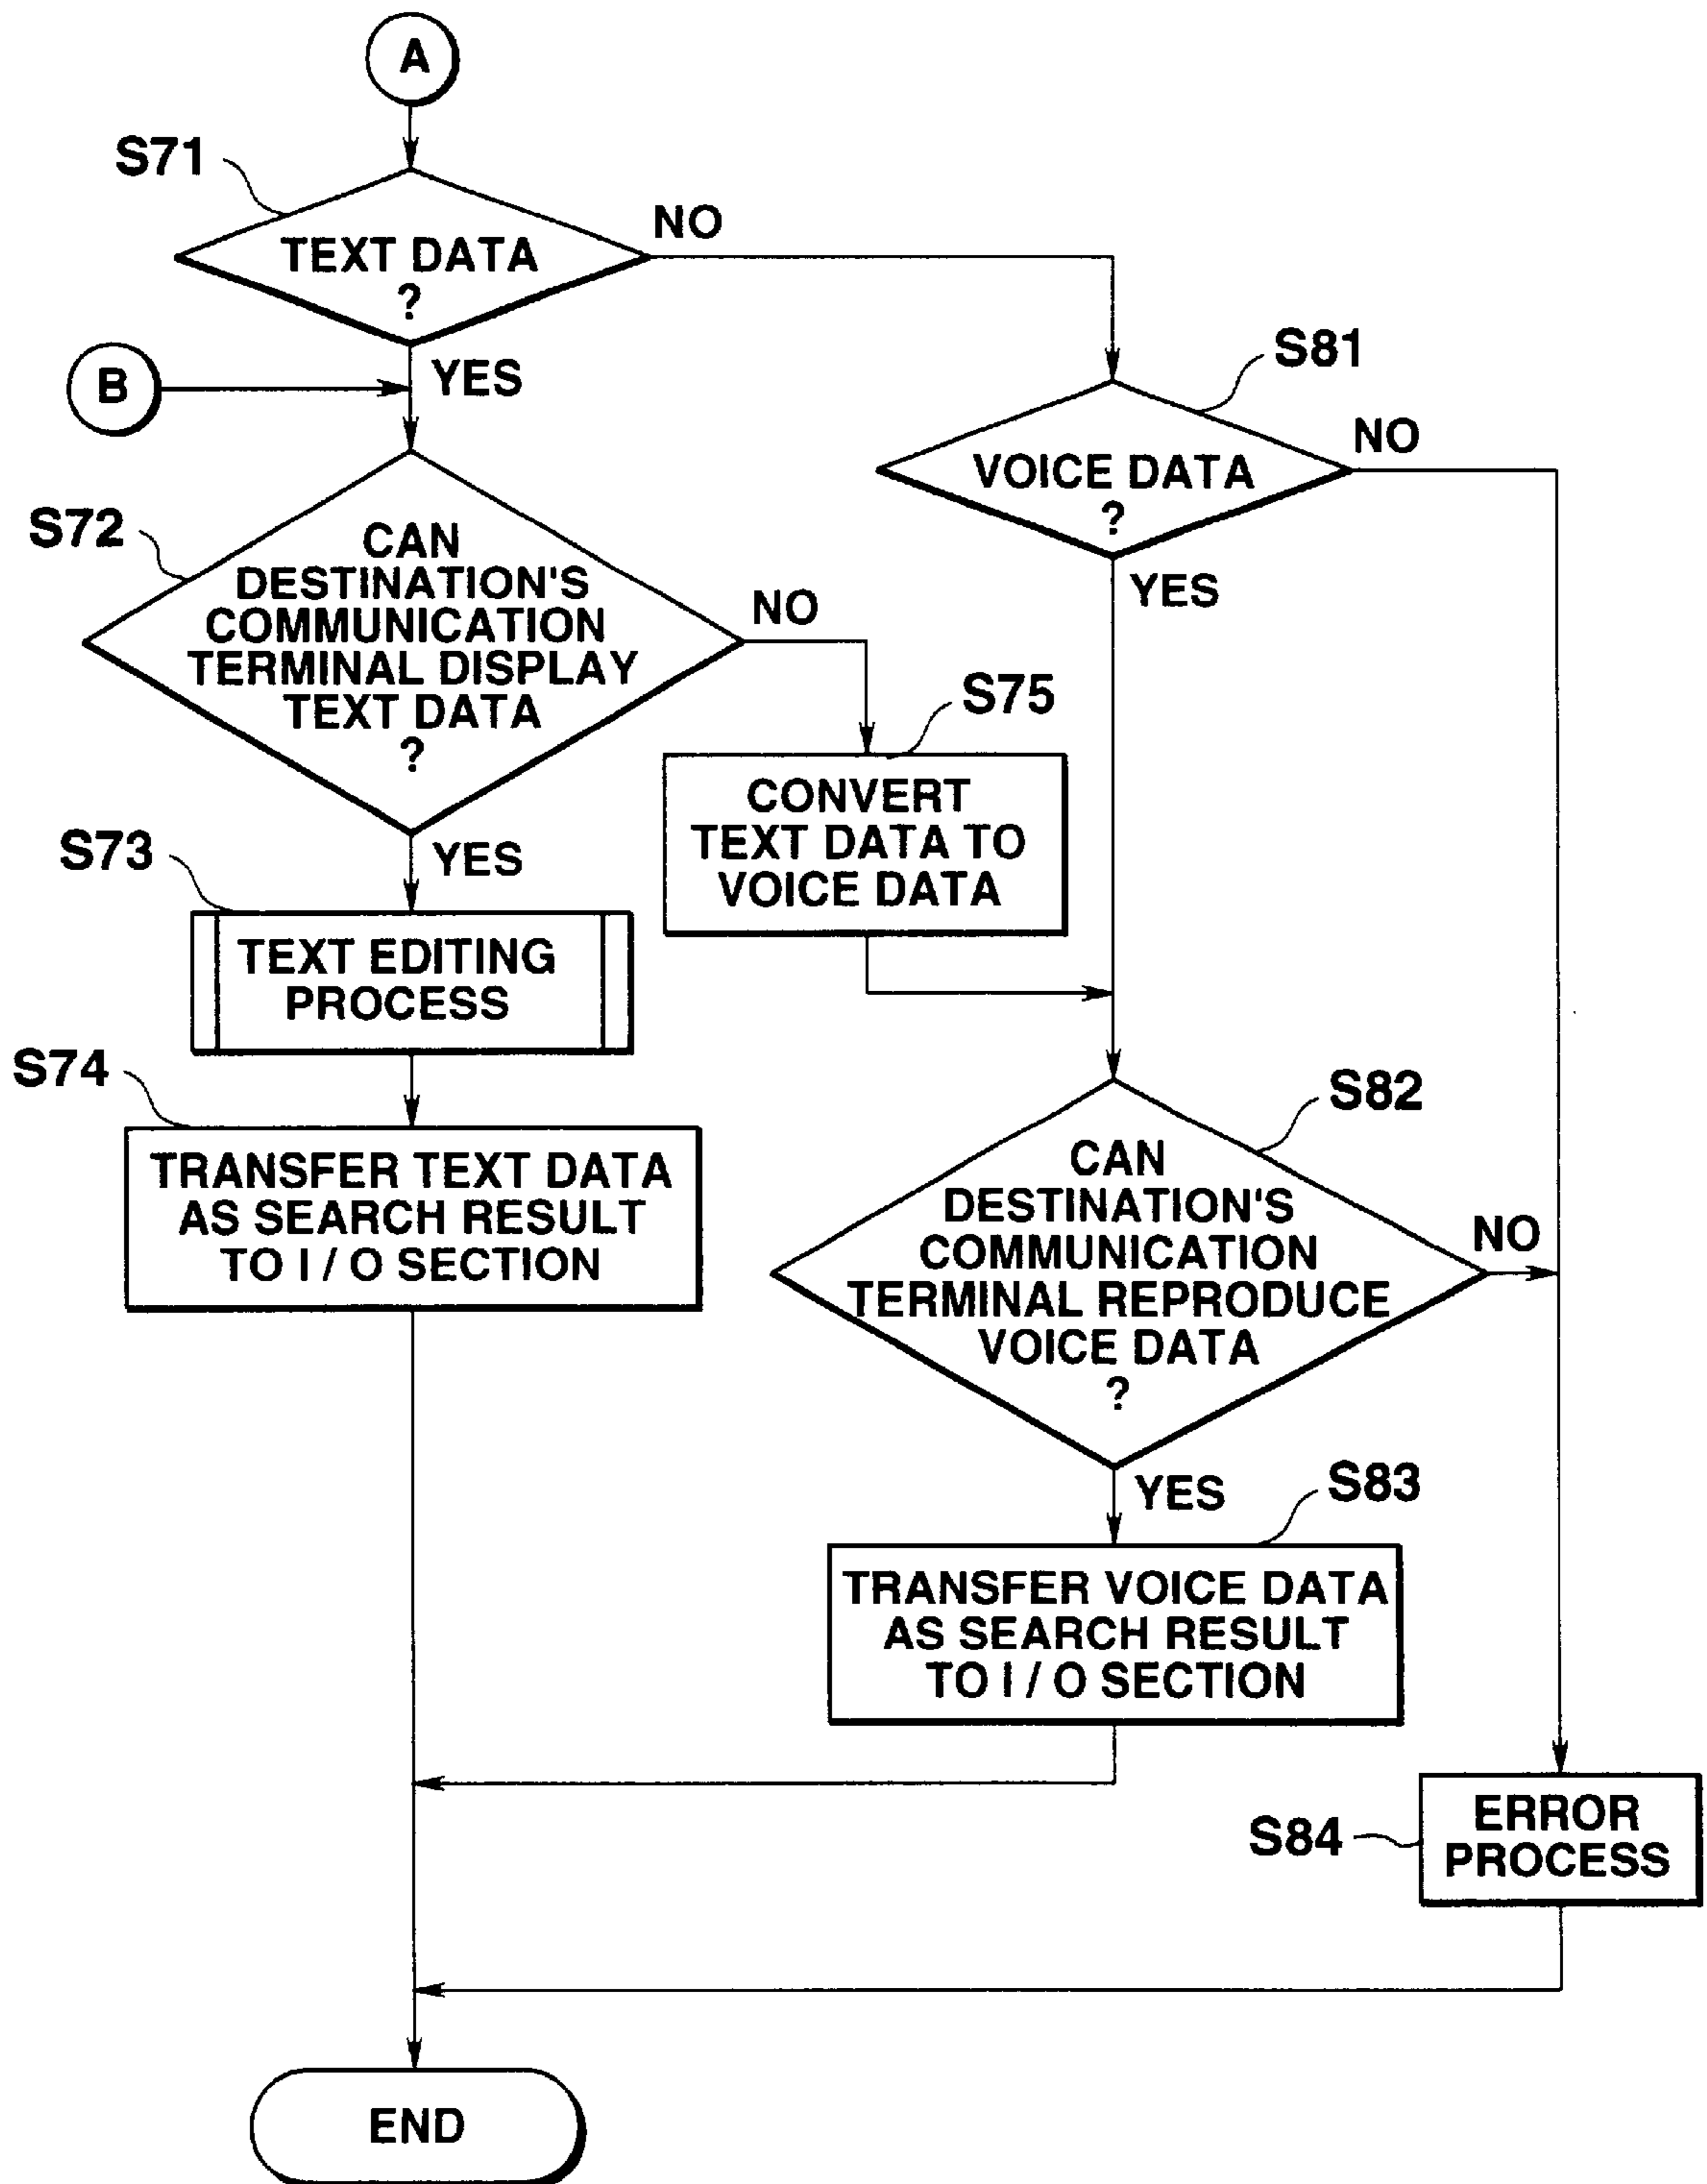 A
S71
TEXT DATA
?
NO
YES
B
S81
VOICE DATA
?
NO
YES
S72
CAN
DESTINATION'S
COMMUNICATION
TERMINAL DISPLAY
TEXT DATA
?
NO
YES
S75
CONVERT
TEXT DATA TO
VOICE DATA
S73
TEXT EDITING
PROCESS
S74
TRANSFER TEXT DATA
AS SEARCH RESULT
TO I / O SECTION
S82
CAN
DESTINATION'S
COMMUNICATION
TERMINAL REPRODUCE
VOICE DATA
?
NO
YES
S83
TRANSFER VOICE DATA
AS SEARCH RESULT
TO I / O SECTION
S84
ERROR
PROCESS
END